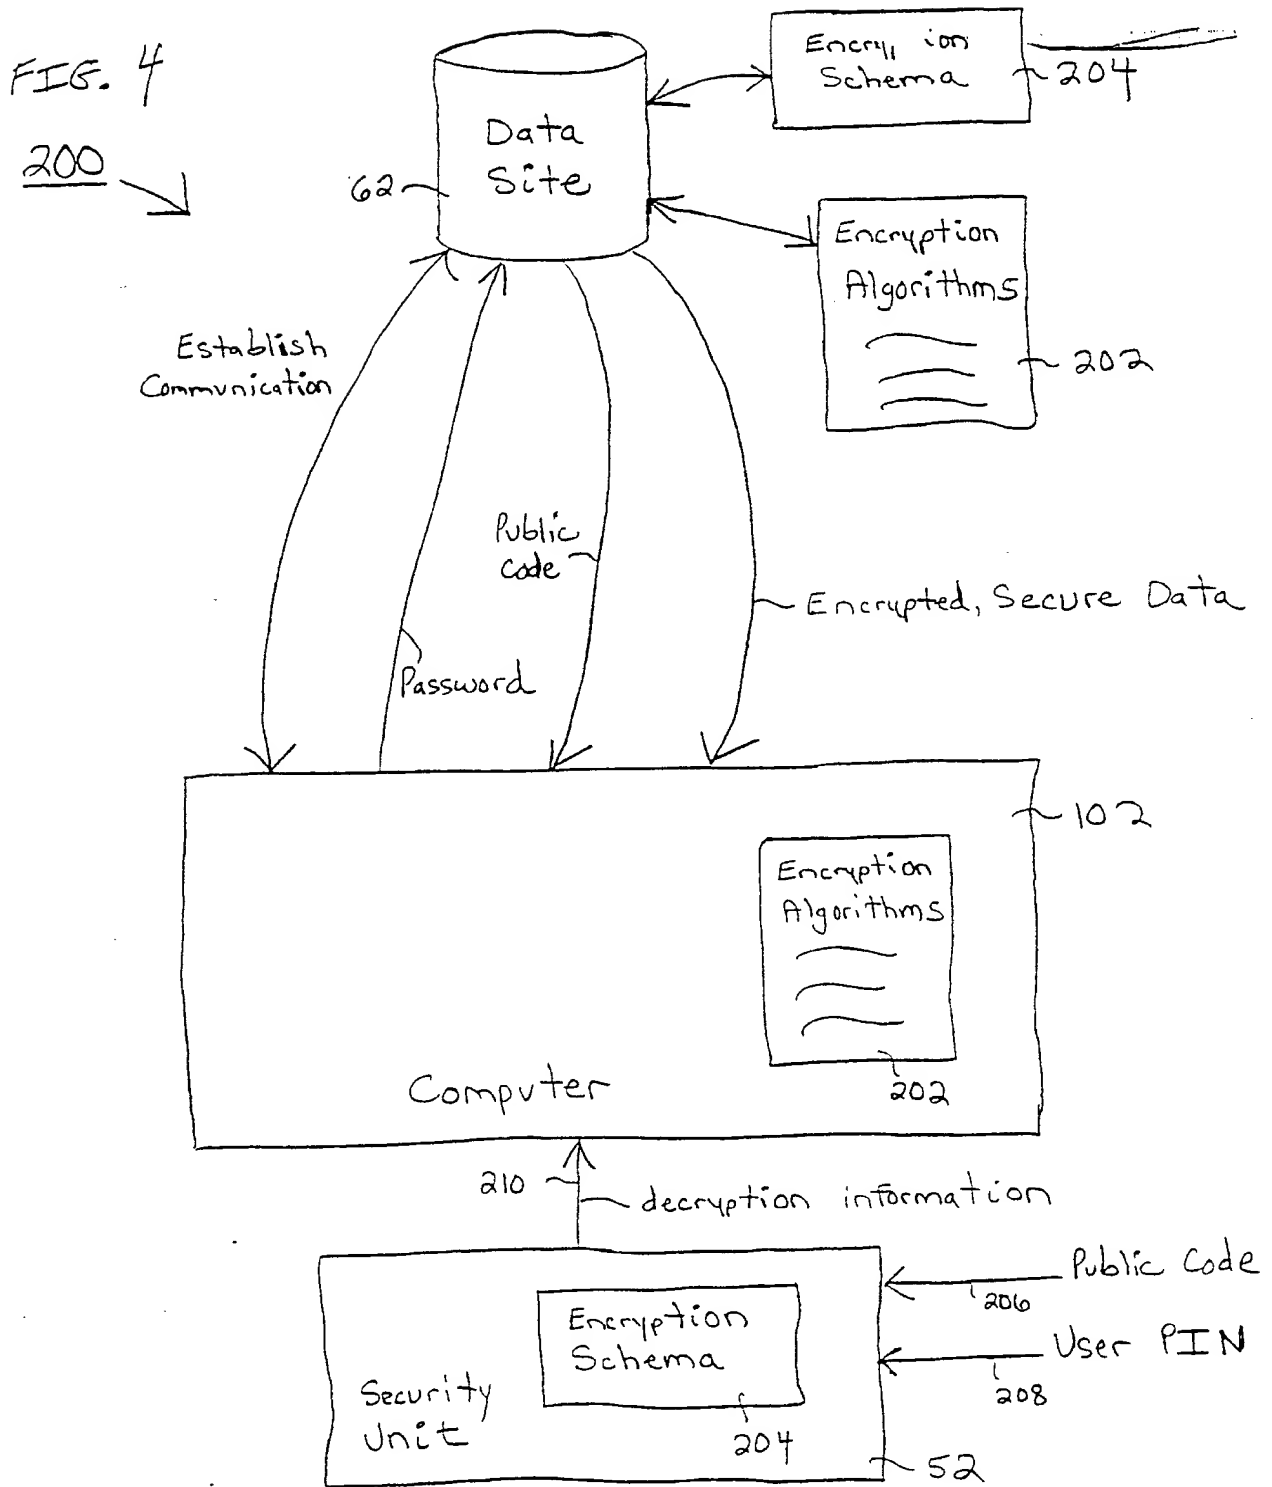 FIG. 4
200
Data
Site
62
Schema
204
Encryption
Algorithms
202
Establish
Communication
Public
Code
Encrypted, Secure Data
Password
102
Encryption
Algorithms
202
Computer
210
decryption information
Public Code
206
Encryption
Schema
204
User PIN
208
Security
Unit
52